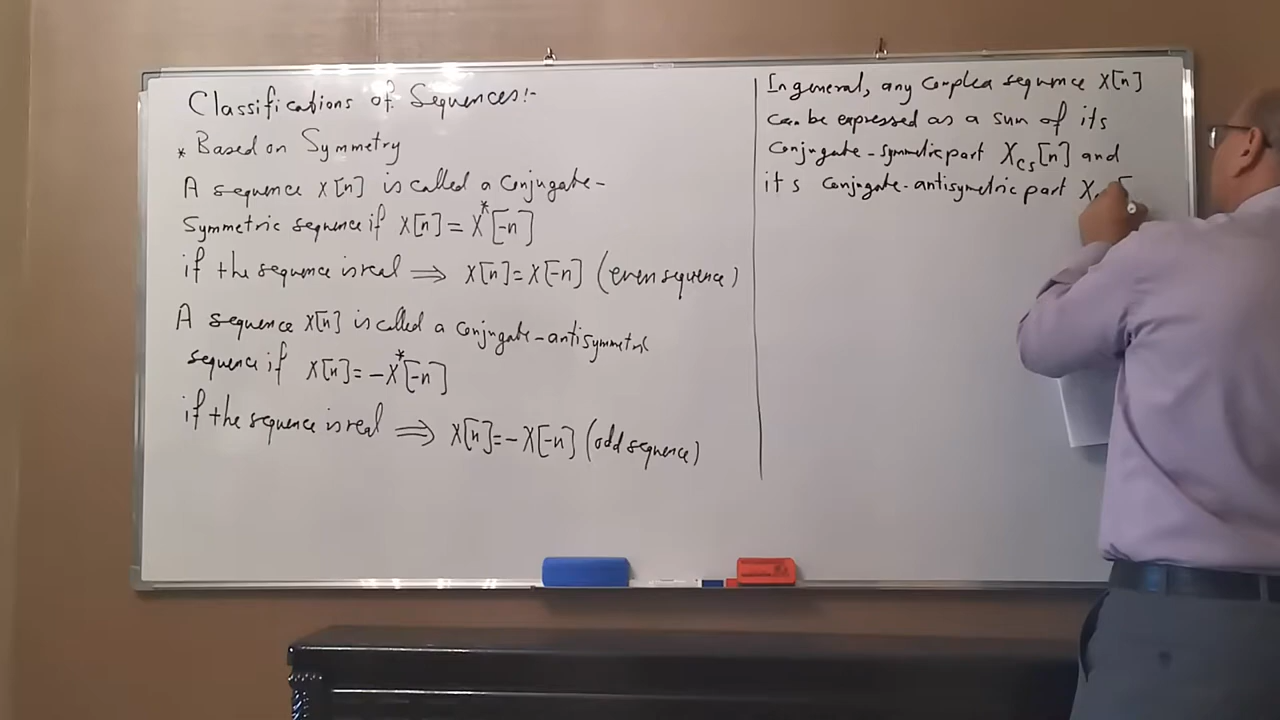 Classifications of Sequences:-
* Based on Symmetry
A sequence x[n] is called a Conjugate-
Symmetric sequence if x[n] = x*[-n]
if the sequence is real ⟹ x[n] = x[-n] (even sequence)
A sequence x[n] is called a Conjugate-antisymmetric
sequence if x[n] = -x*[-n]
if the sequence is real ⟹ x[n] = -x[-n] (odd sequence)
In general, any Complex sequence x[n]
can be expressed as a sum of its
Conjugate-symmetric part Xcs[n] and
its Conjugate-antisymetric part X